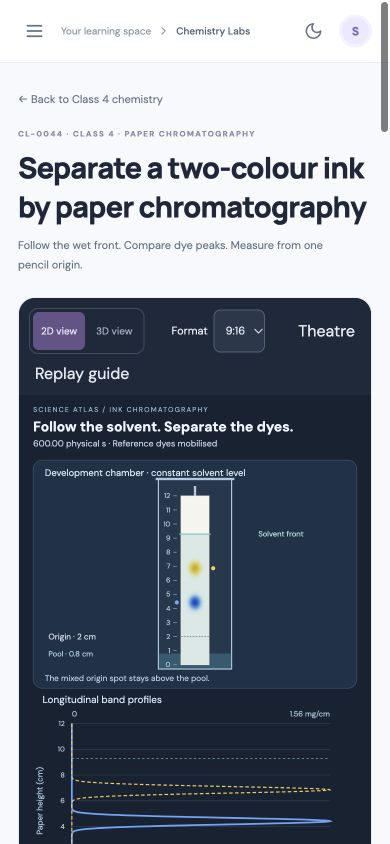 Your learning space > Chemistry Labs
S
← Back to Class 4 chemistry
CL-0044 · CLASS 4 · PAPER CHROMATOGRAPHY
Separate a two-colour ink
by paper chromatography
Follow the wet front. Compare dye peaks. Measure from one
pencil origin.
2D view 3D view Format 9:16 Theatre
Replay guide
SCIENCE ATLAS / INK CHROMATOGRAPHY
Follow the solvent. Separate the dyes.
600.00 physical s · Reference dyes mobilised
Development chamber · constant solvent level
12
11
10
9
Solvent front
8
7
6
5
4
3
2
Origin · 2 cm
1
Pool · 0.8 cm
0
The mixed origin spot stays above the pool.
Longitudinal band profiles
0 1.56 mg/cm
12
10
8
6
4
Paper height (cm)